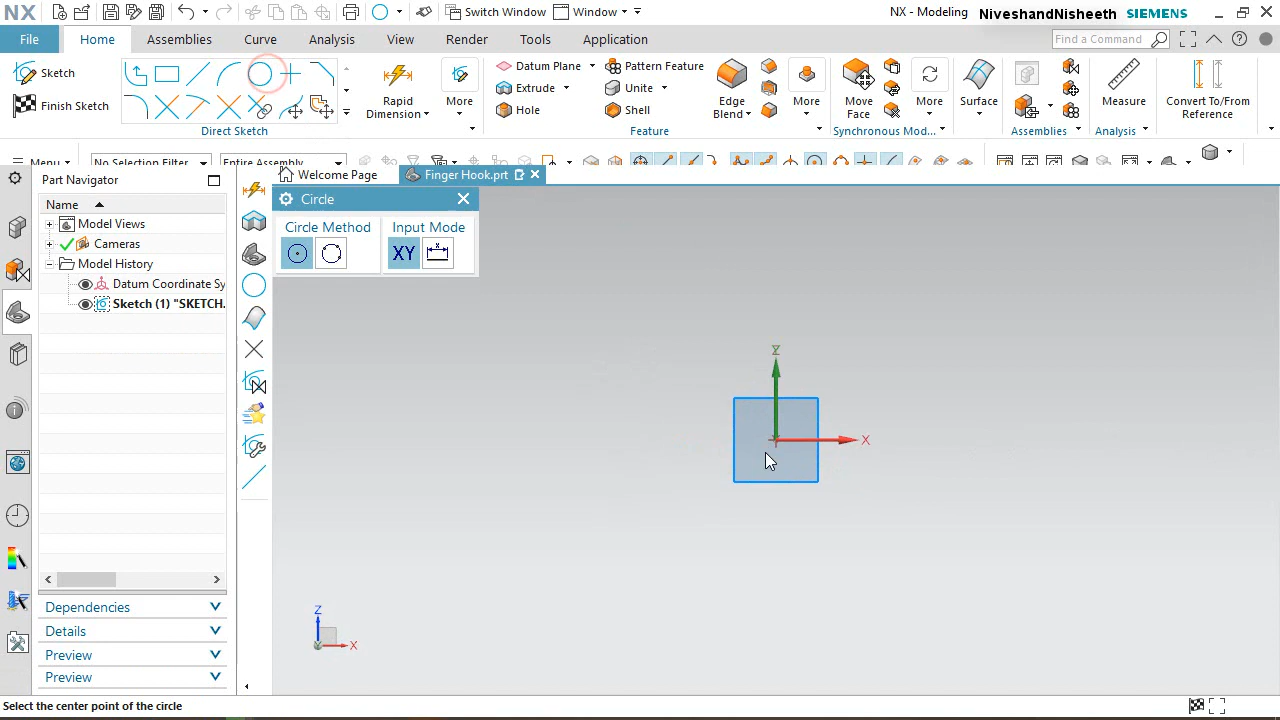 NX
Switch Window
Window
NX - Modeling
NiveshandNisheeth
SIEMENS
File
Home
Assemblies
Curve
Analysis
View
Render
Tools
Application
Find a Command
Sketch
Finish Sketch
Direct Sketch
Rapid
Dimension
More
Datum Plane
Extrude
Hole
Pattern Feature
Unite
Shell
Edge
Blend
More
Feature
Move
Face
More
Synchronous Mod...
Surface
Assemblies
Measure
Analysis
Convert To/From
Reference
Menu
No Selection Filter
Entire Assembly
Part Navigator
Welcome Page
Finger Hook.prt
Name
Model Views
Cameras
Model History
Datum Coordinate Sy
Sketch (1) "SKETCH.
Circle
Circle Method
Input Mode
XY
Z
X
Z
Y
X
Dependencies
Details
Preview
Preview
Select the center point of the circle